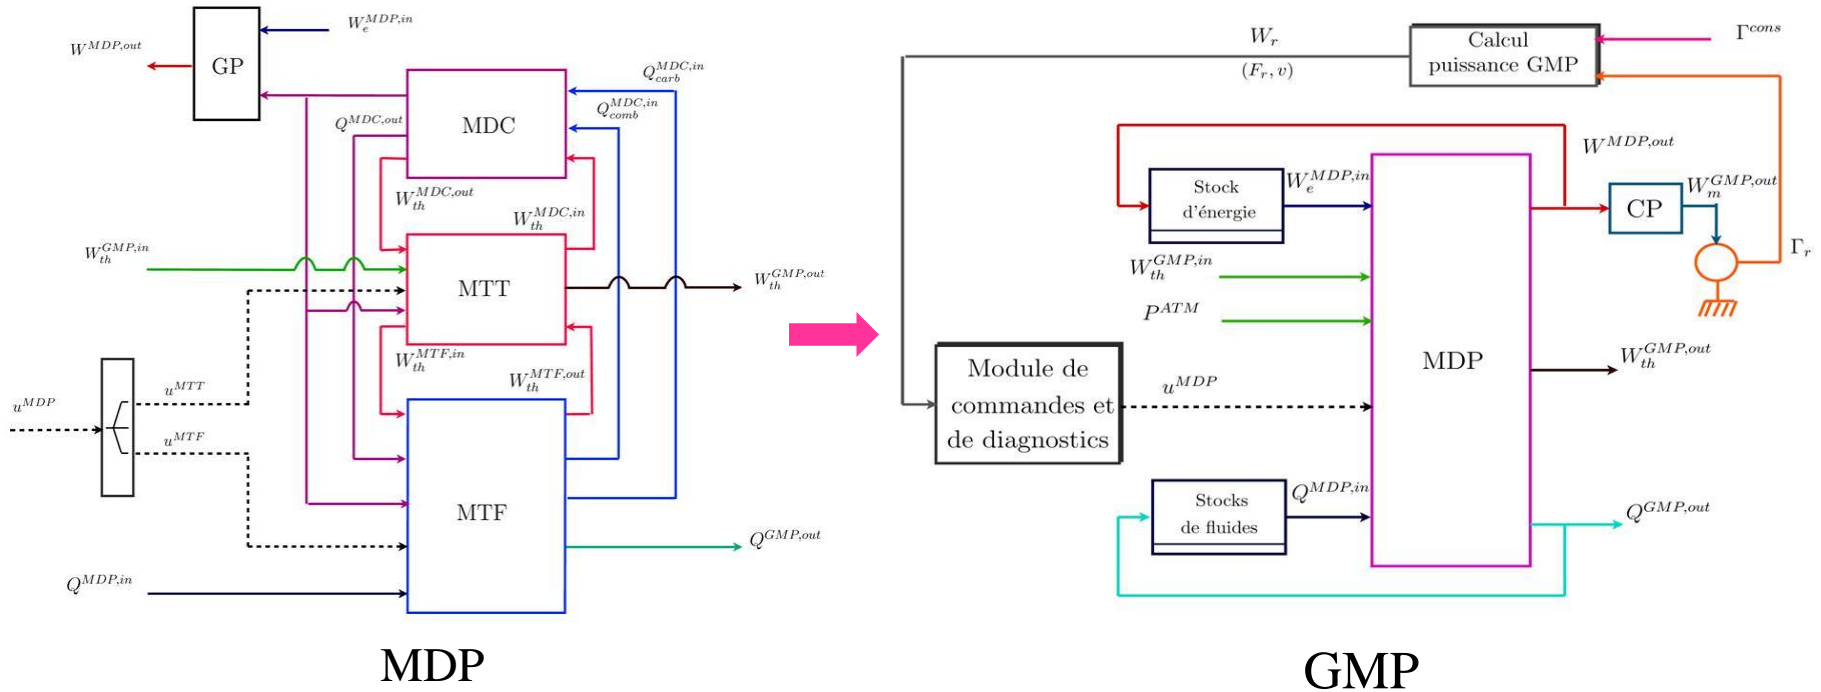 W_e^{MDP,in}
W^{MDP,out}
GP
Q_{carb}^{MDC,in}
Q_{comb}^{MDC,in}
Q^{MDC,out}
MDC
W_{th}^{MDC,out}
W_{th}^{MDC,in}
W_{th}^{GMP,in}
MTT
W_{th}^{GMP,out}
W_{th}^{MTF,in}
W_{th}^{MTF,out}
u^{MDP}
u^{MTT}
u^{MTF}
MTF
Q^{GMP,out}
Q^{MDP,in}
MDP
W_r
(F_r, v)
Calcul
puissance GMP
Γ^{cons}
W^{MDP,out}
Stock
d'énergie
W_e^{MDP,in}
CP
W_m^{GMP,out}
Γ_r
W_{th}^{GMP,in}
P^{ATM}
MDP
W_{th}^{GMP,out}
Module de
commandes et
de diagnostics
u^{MDP}
Stocks
de fluides
Q^{MDP,in}
Q^{GMP,out}
GMP